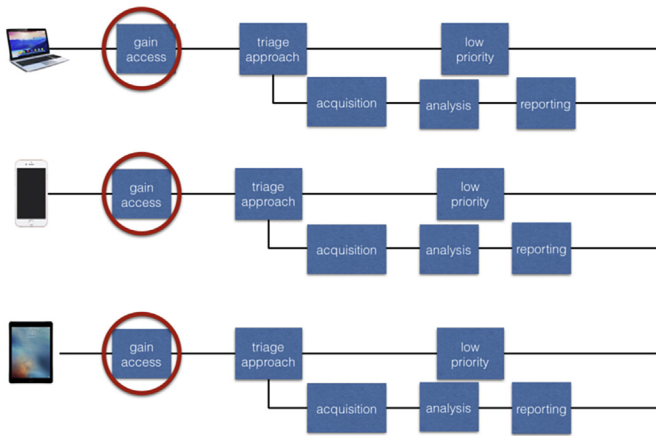 gain
access
triage
approach
low
priority
acquisition
analysis
reporting
gain
access
triage
approach
low
priority
acquisition
analysis
reporting
gain
access
triage
approach
low
priority
acquisition
analysis
reporting